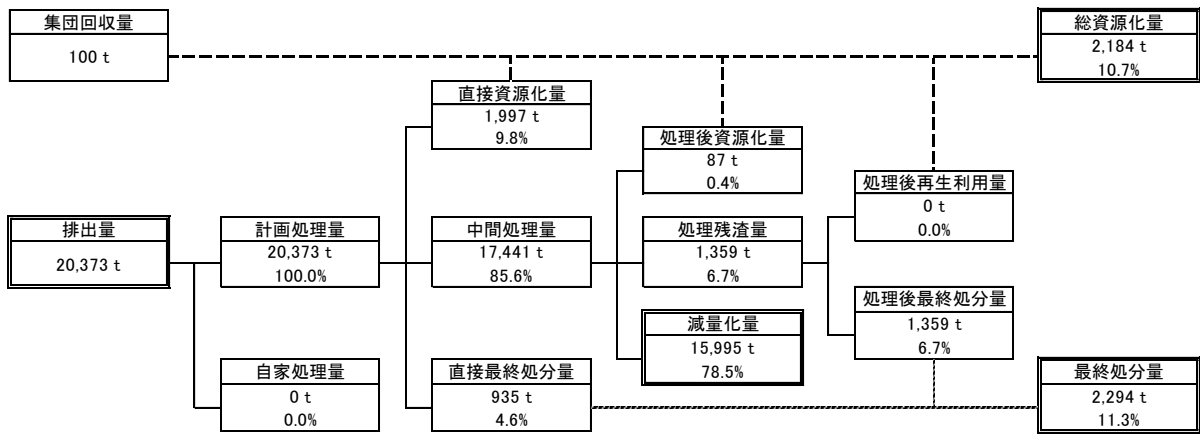 集団回収量
100 t
総資源化量
2,184 t
10.7%
直接資源化量
1,997 t
9.8%
処理後資源化量
87 t
0.4%
処理後再生利用量
0 t
0.0%
排出量
20,373 t
計画処理量
20,373 t
100.0%
中間処理量
17,441 t
85.6%
処理残渣量
1,359 t
6.7%
処理後最終処分量
1,359 t
6.7%
減量化量
15,995 t
78.5%
自家処理量
0 t
0.0%
直接最終処分量
935 t
4.6%
最終処分量
2,294 t
11.3%